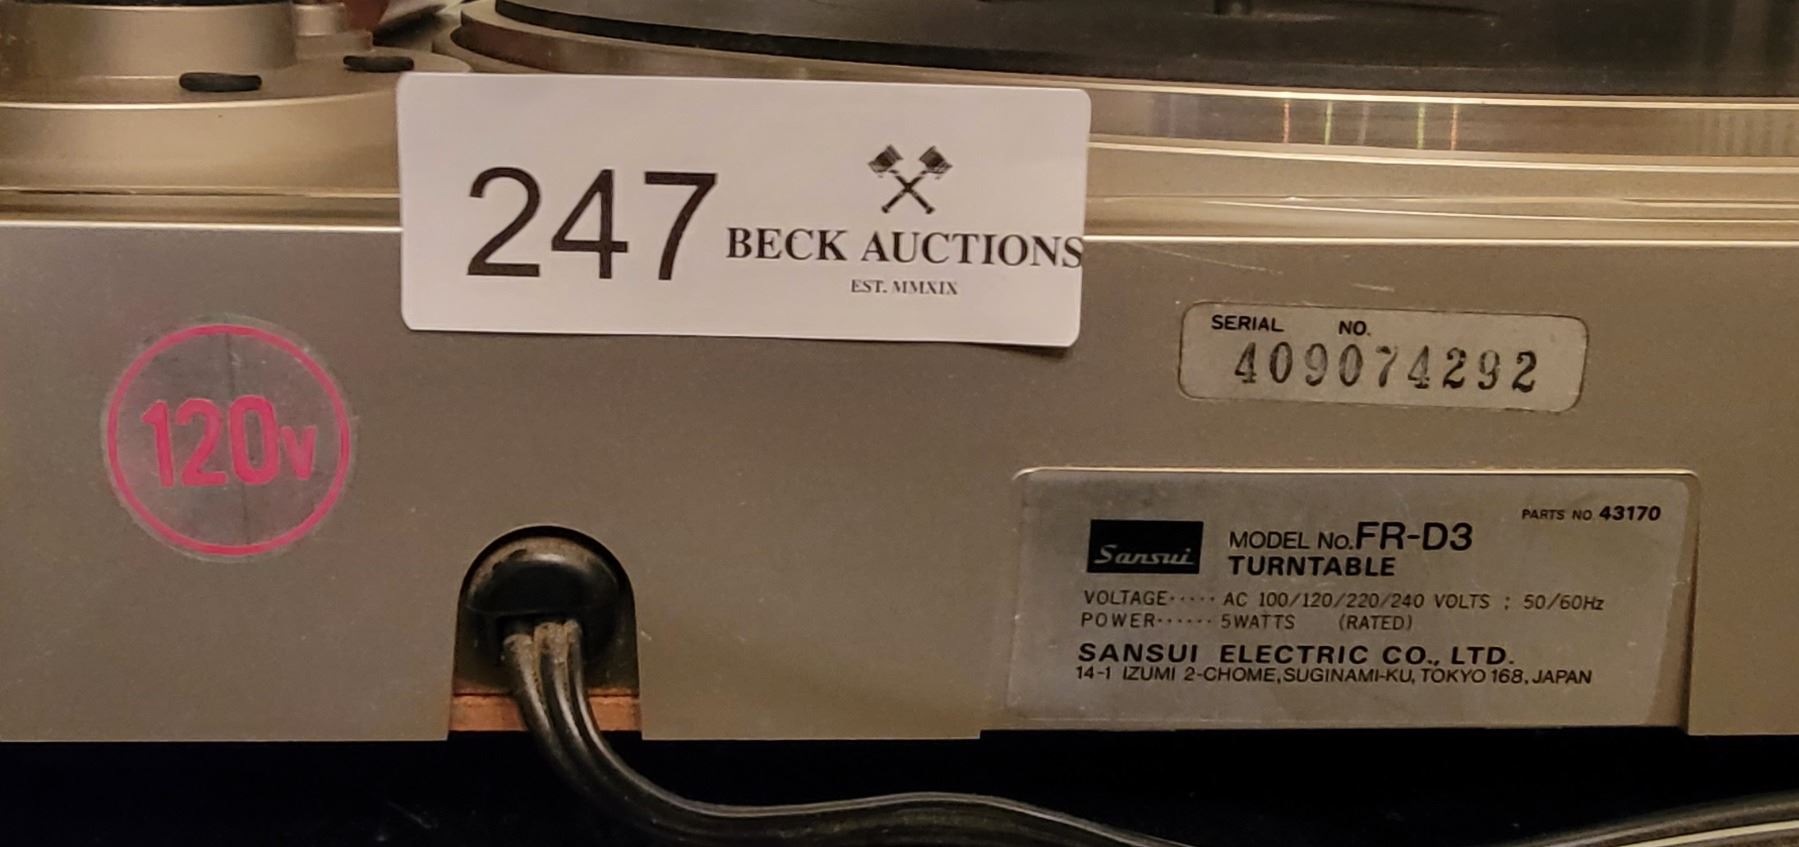 247
BECK AUCTIONS
EST. MMXIX
120v
SERIAL NO.
409074292
PARTS NO. 43170
Sansui
MODEL No. FR-D3
TURNTABLE
VOLTAGE····· AC 100/120/220/240 VOLTS ; 50/60Hz
POWER······ 5WATTS (RATED)
SANSUI ELECTRIC CO., LTD.
14-1 IZUMI 2-CHOME, SUGINAMI-KU, TOKYO 168, JAPAN